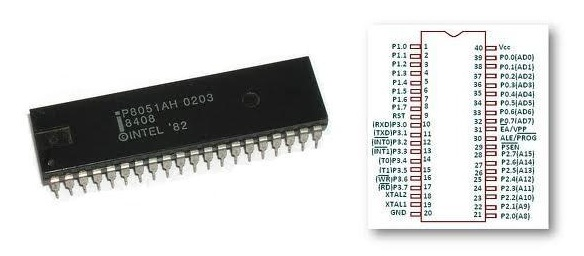 P8051AH 0203
i 8408
©INTEL '82
P1.0 1 40 Vcc
P1.1 2 39 P0.0(AD0)
P1.2 3 38 P0.1(AD1)
P1.3 4 37 P0.2(AD2)
P1.4 5 36 P0.3(AD3)
P1.5 6 35 P0.4(AD4)
P1.6 7 34 P0.5(AD5)
P1.7 8 33 P0.6(AD6)
RST 9 32 P0.7(AD7)
(RXD)P3.0 10 31 EA/VPP
(TXD)P3.1 11 30 ALE/PROG
(INT0)P3.2 12 29 PSEN
(INT1)P3.3 13 28 P2.7(A15)
(T0)P3.4 14 27 P2.6(A14)
(T1)P3.5 15 26 P2.5(A13)
(WR)P3.6 16 25 P2.4(A12)
(RD)P3.7 17 24 P2.3(A11)
XTAL2 18 23 P2.2(A10)
XTAL1 19 22 P2.1(A9)
GND 20 21 P2.0(A8)